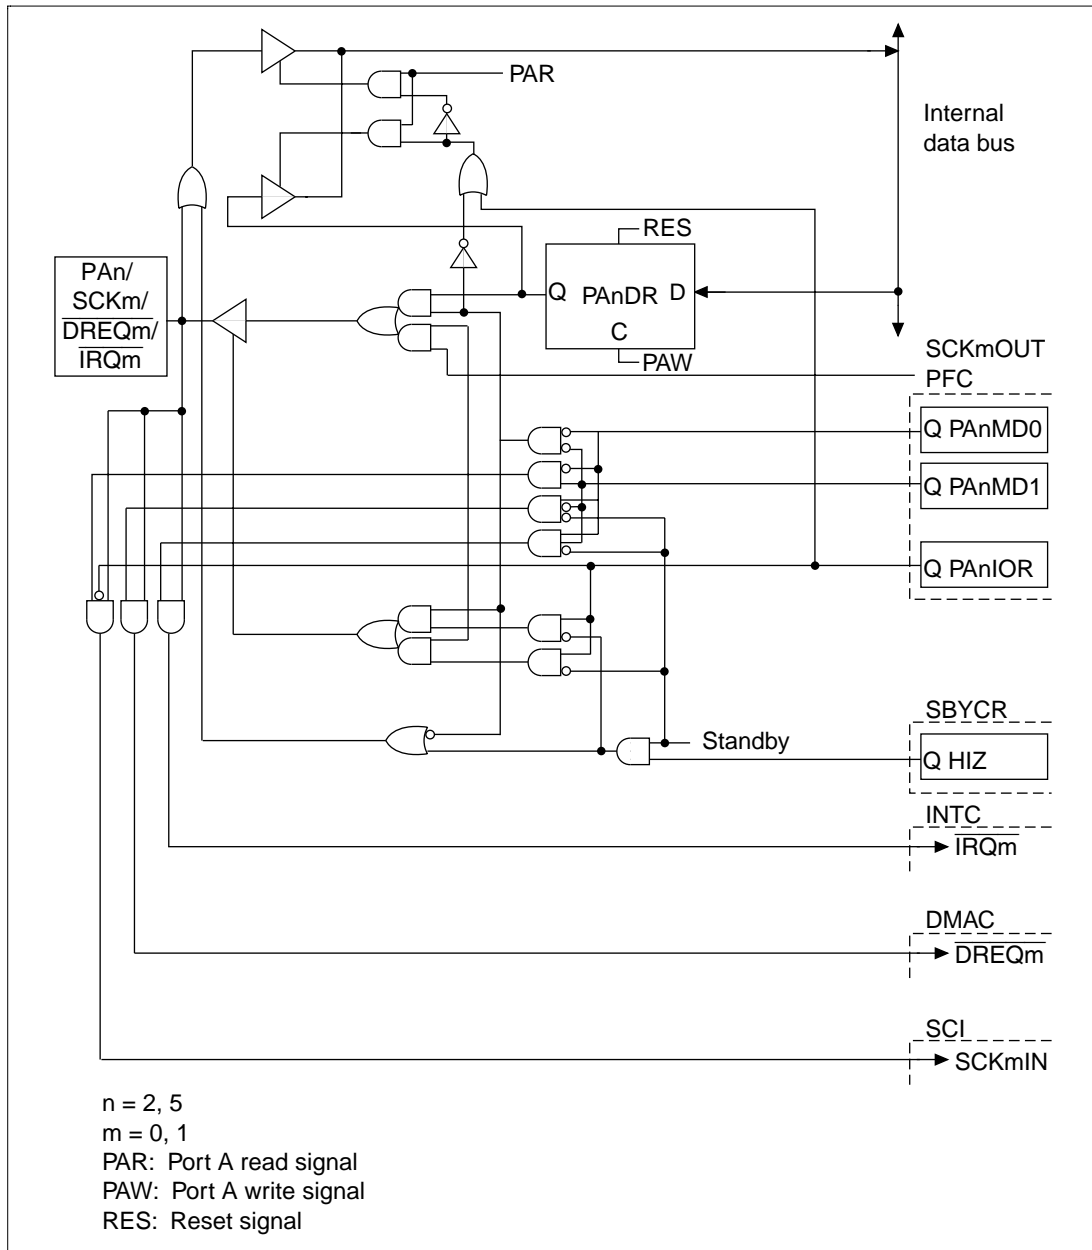 PAR
Internal
data bus
RES
PAn/
SCKm/
DREQm/
IRQm
Q PAnDR D
C
PAW
SCKmOUT
PFC
Q PAnMD0
Q PAnMD1
Q PAnIOR
SBYCR
Standby
Q HIZ
INTC
IRQm
DMAC
DREQm
SCI
SCKmIN
n = 2, 5
m = 0, 1
PAR: Port A read signal
PAW: Port A write signal
RES: Reset signal